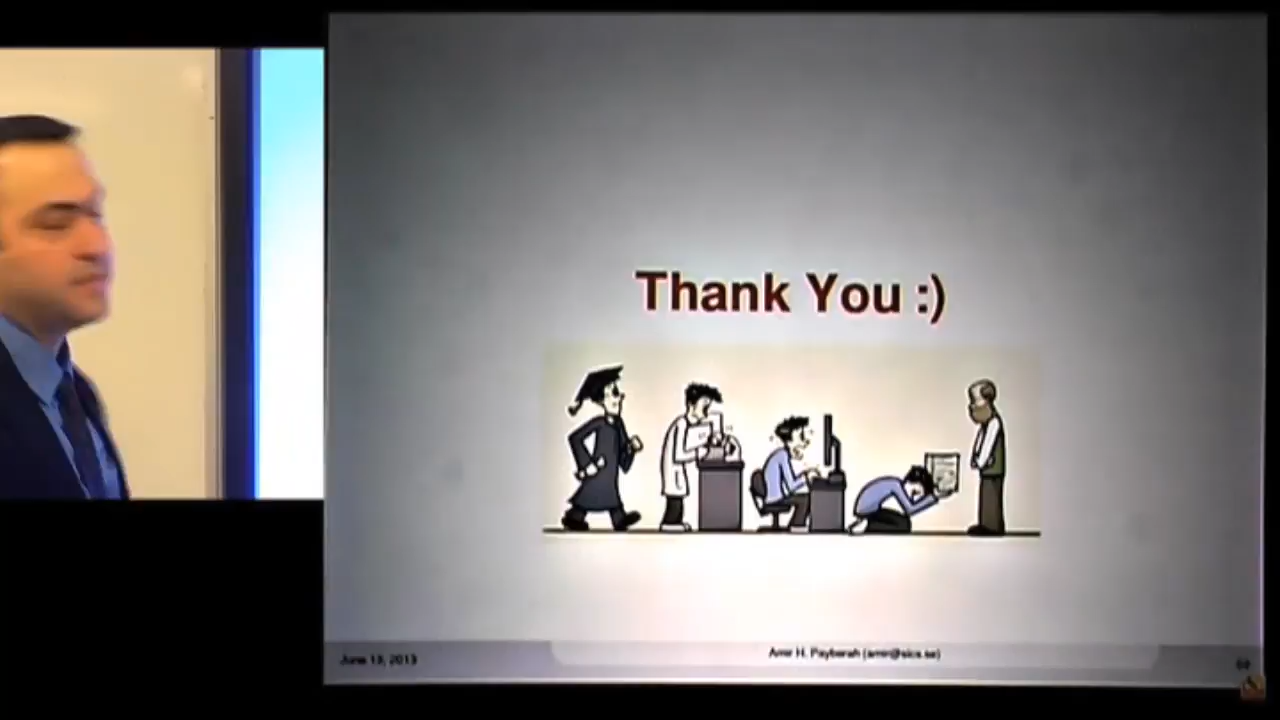 Thank You :)
June 13, 2013
Amir H. Payberah (amir@sics.se)